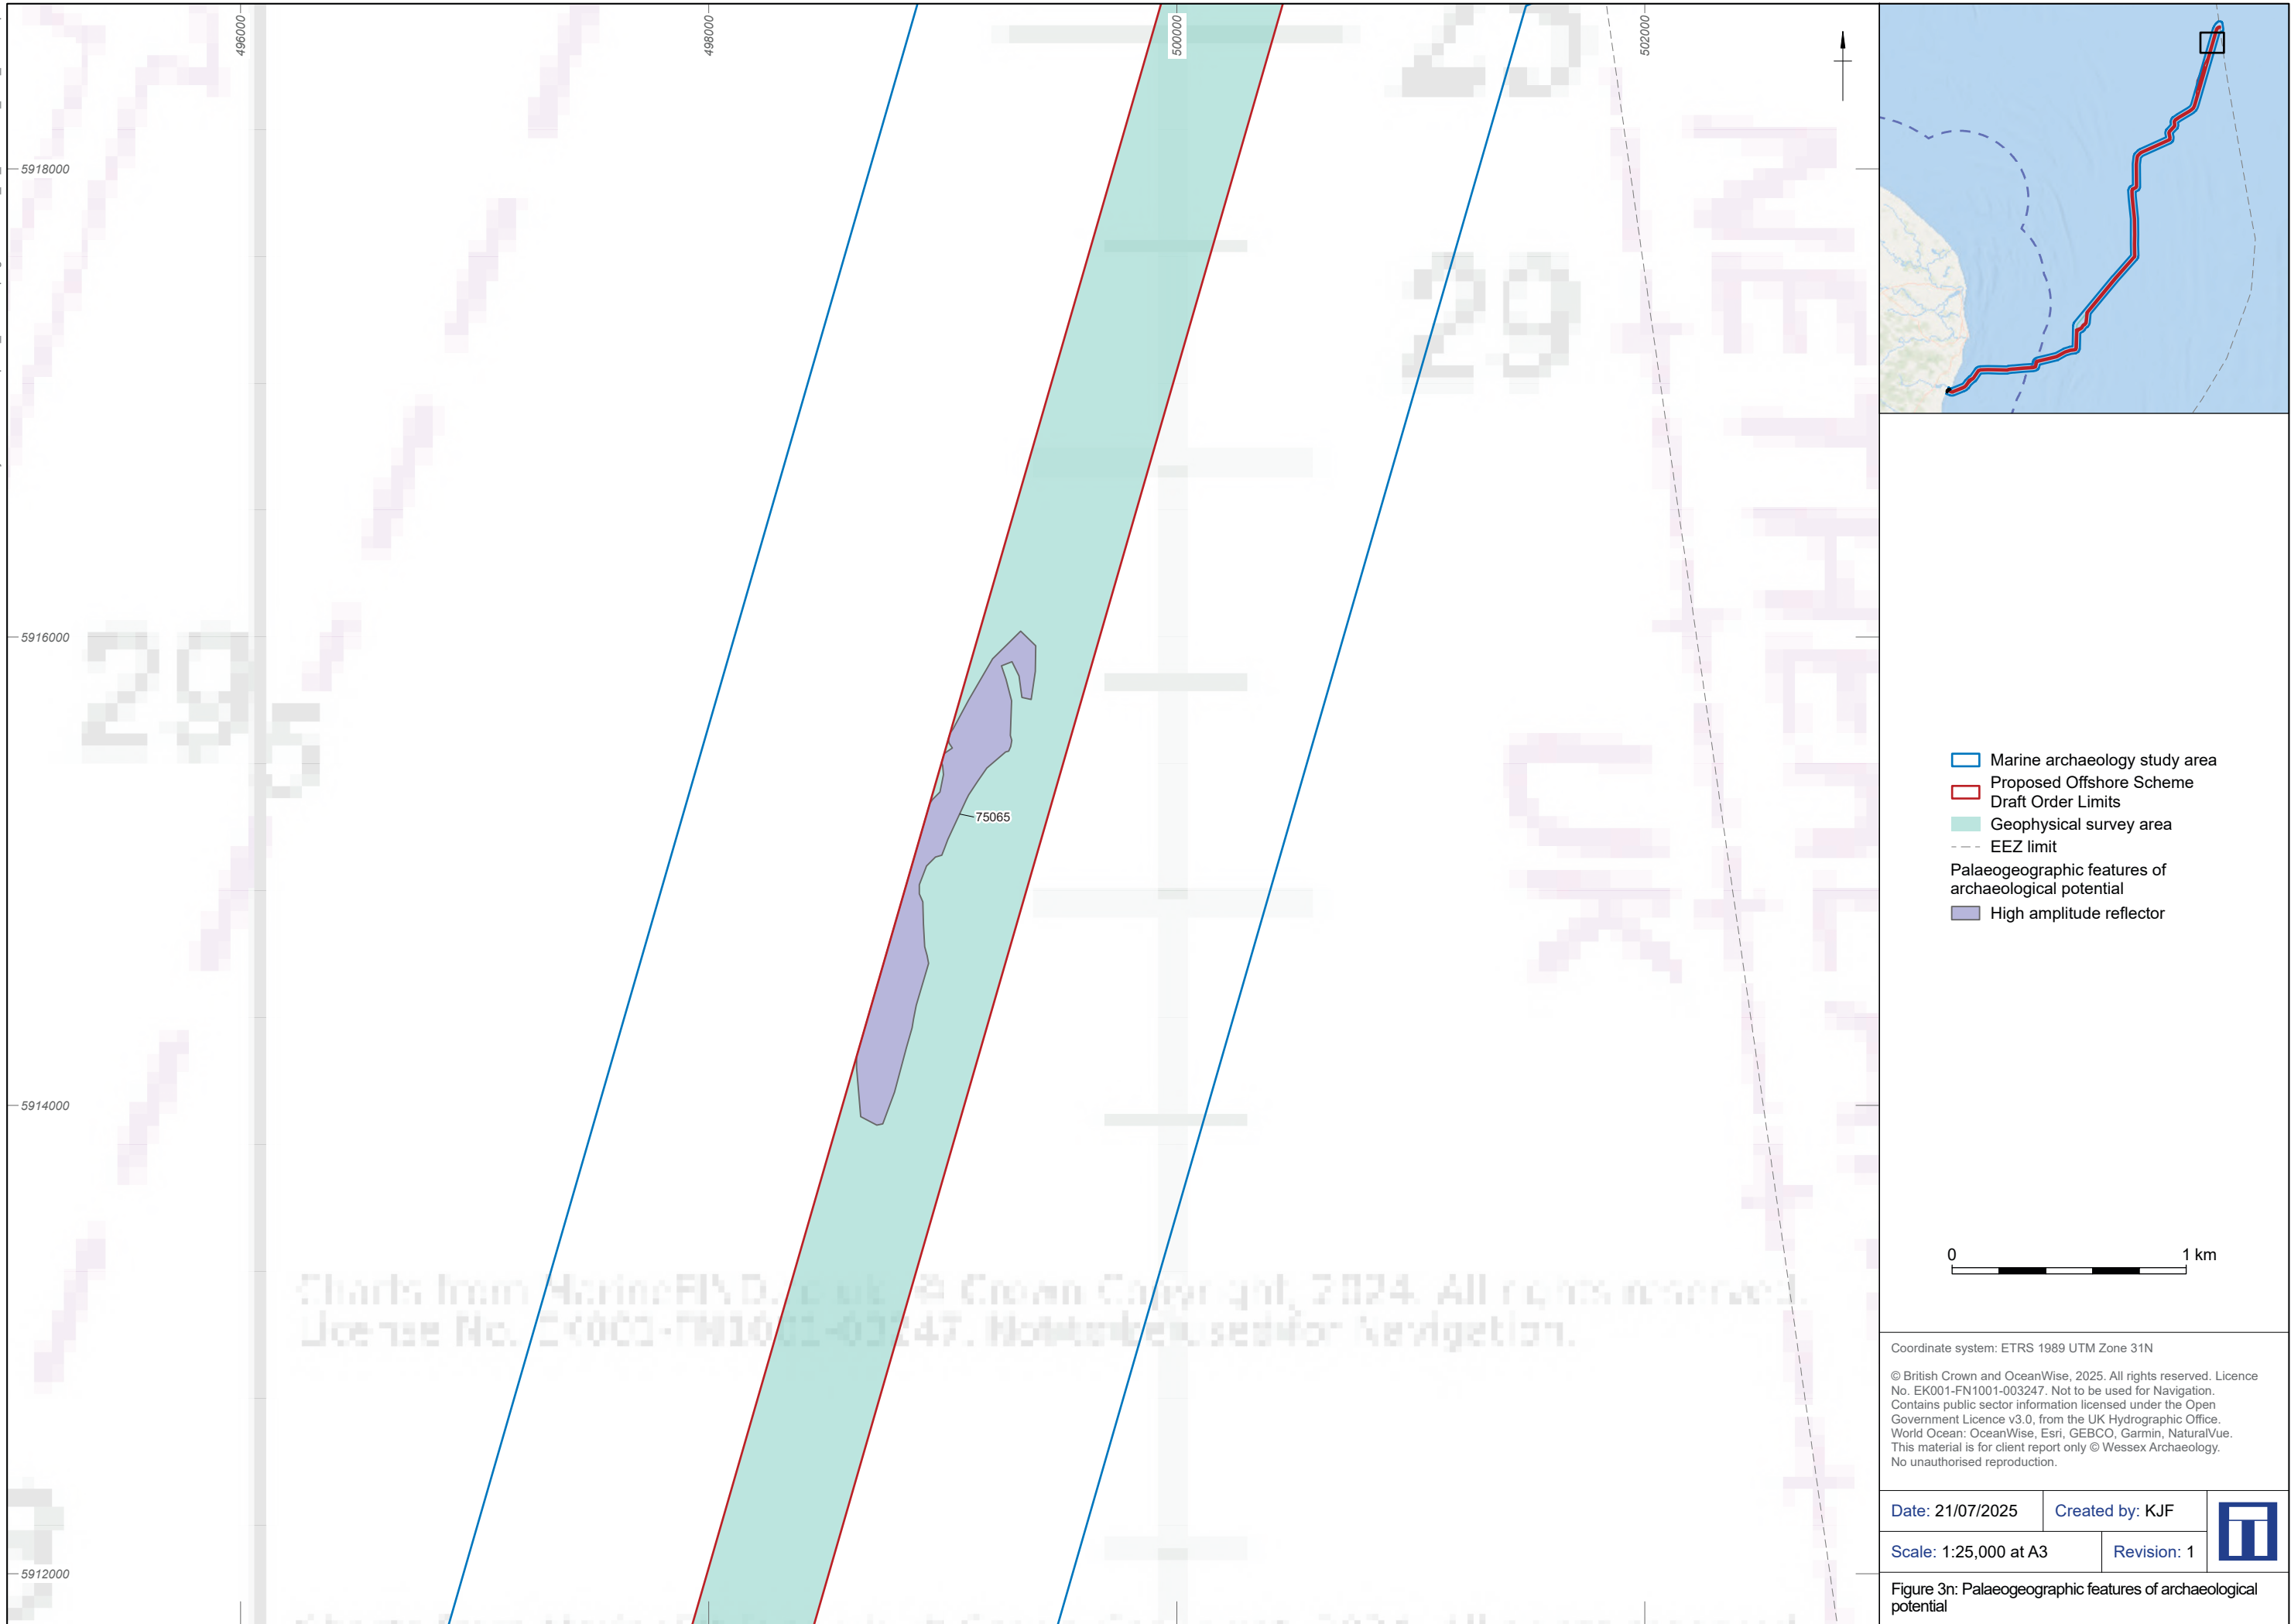 496000
498000
500000
502000
5918000
5916000
5914000
5912000
29
29
5
UK
75065
Marine archaeology study area
Proposed Offshore Scheme
Draft Order Limits
Geophysical survey area
EEZ limit
Palaeogeographic features of
archaeological potential
High amplitude reflector
0 1 km
Coordinate system: ETRS 1989 UTM Zone 31N
© British Crown and OceanWise, 2025. All rights reserved. Licence
No. EK001-FN1001-003247. Not to be used for Navigation.
Contains public sector information licensed under the Open
Government Licence v3.0, from the UK Hydrographic Office.
World Ocean: OceanWise, Esri, GEBCO, Garmin, NaturalVue.
This material is for client report only © Wessex Archaeology.
No unauthorised reproduction.
Date: 21/07/2025 Created by: KJF
Scale: 1:25,000 at A3 Revision: 1
Figure 3n: Palaeogeographic features of archaeological
potential